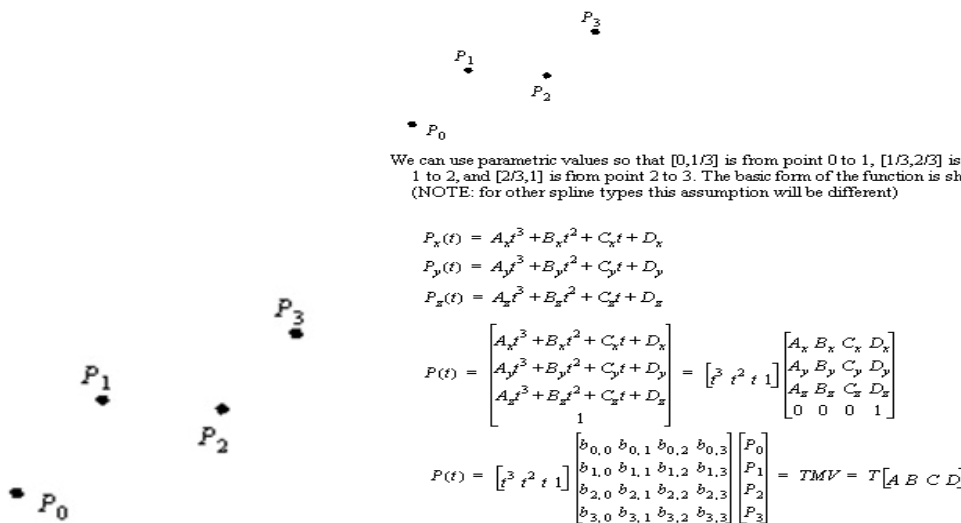 P3
P1
P2
P0
We can use parametric values so that [0,1/3] is from point 0 to 1, [1/3,2/3] is
1 to 2, and [2/3,1] is from point 2 to 3. The basic form of the function is sh
(NOTE: for other spline types this assumption will be different)
Px(t) = Axt³ + Bxt² + Cxt + Dx
Py(t) = Ayt³ + Byt² + Cyt + Dy
Pz(t) = Azt³ + Bzt² + Czt + Dz
P(t) = [Axt³ + Bxt² + Cxt + Dx
Ayt³ + Byt² + Cyt + Dy
Azt³ + Bzt² + Czt + Dz
1] = [t³ t² t 1] [Ax Bx Cx Dx
Ay By Cy Dy
Az Bz Cz Dz
0 0 0 1]
P(t) = [t³ t² t 1] [b0,0 b0,1 b0,2 b0,3
b1,0 b1,1 b1,2 b1,3
b2,0 b2,1 b2,2 b2,3
b3,0 b3,1 b3,2 b3,3] [P0
P1
P2
P3] = TMV = T[A B C D]
P3
P1
P2
P0